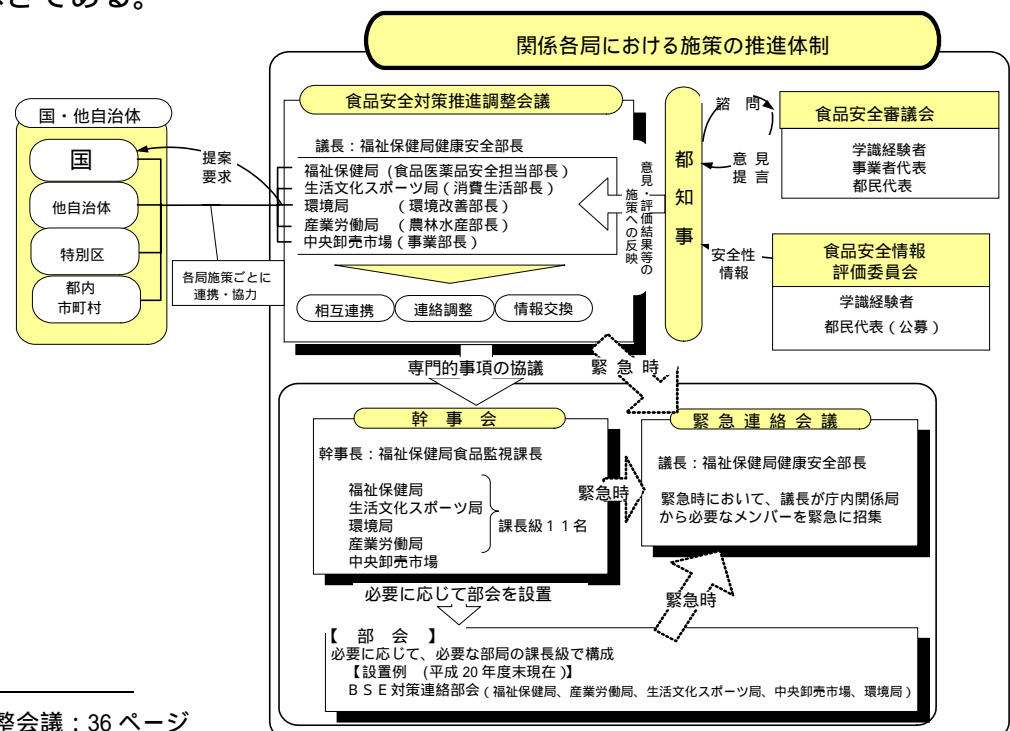 きである。
関係各局における施策の推進体制
国・他自治体
国
他自治体
特別区
都内
市町村
提案
要求
各局施策ごとに
連携・協力
食品安全対策推進調整会議
議長：福祉保健局健康安全部長
福祉保健局（食品医薬品安全担当部長）
生活文化スポーツ局（消費生活部長）
環境局　　　（環境改善部長）
産業労働局　（農林水産部長）
中央卸売市場（事業部長）
相互連携
連絡調整
情報交換
意見・評価結果等の
施策への反映
都知事
諮問
意見
提言
安全性
情報
食品安全審議会
学識経験者
事業者代表
都民代表
食品安全情報
評価委員会
学識経験者
都民代表（公募）
専門的事項の協議
緊急時
幹事会
幹事長：福祉保健局食品監視課長
福祉保健局
生活文化スポーツ局
環境局
産業労働局
中央卸売市場
課長級１１名
緊急時
緊急連絡会議
議長：福祉保健局健康安全部長
緊急時において、議長が庁内関係局
から必要なメンバーを緊急に招集
必要に応じて部会を設置
緊急時
【　部　会　】
必要に応じて、必要な部局の課長級で構成
【設置例　(平成 20 年度末現在 )】
ＢＳＥ対策連絡部会（福祉保健局、産業労働局、生活文化スポーツ局、中央卸売市場、環境局）
整会議：36 ページ